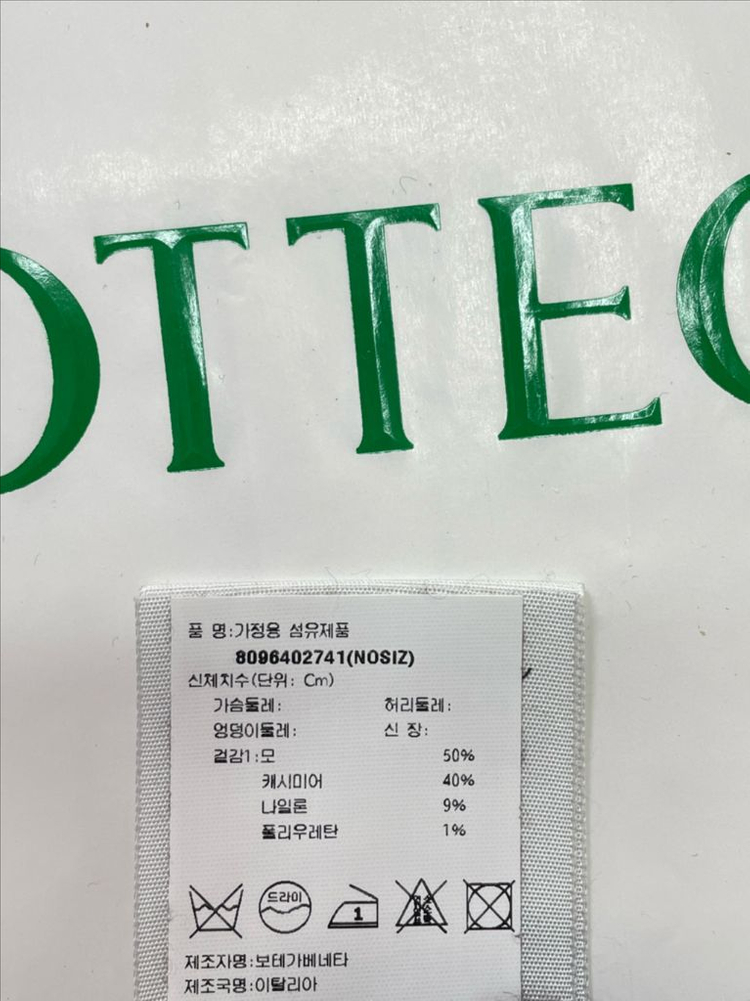 OTTEG
품 명:가정용 섬유제품
8096402741(NOSIZ)
신체치수(단위: Cm)
가슴둘레: 허리둘레:
엉덩이둘레: 신 장:
겉감1:모 50%
캐시미어 40%
나일론 9%
폴리우레탄 1%
드라이
1
제조자명:보테가베네타
제조국명:이탈리아